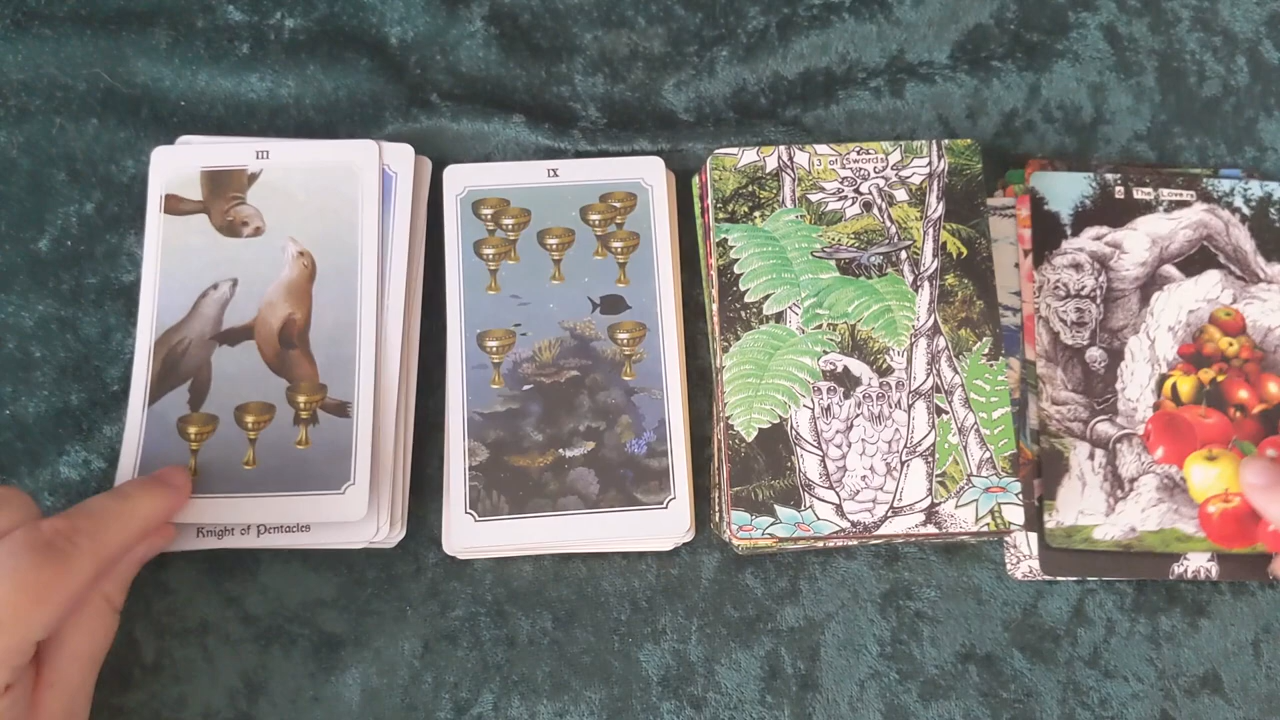 III
Knight of Pentacles
IX
3 of Swords
6 The Lovers